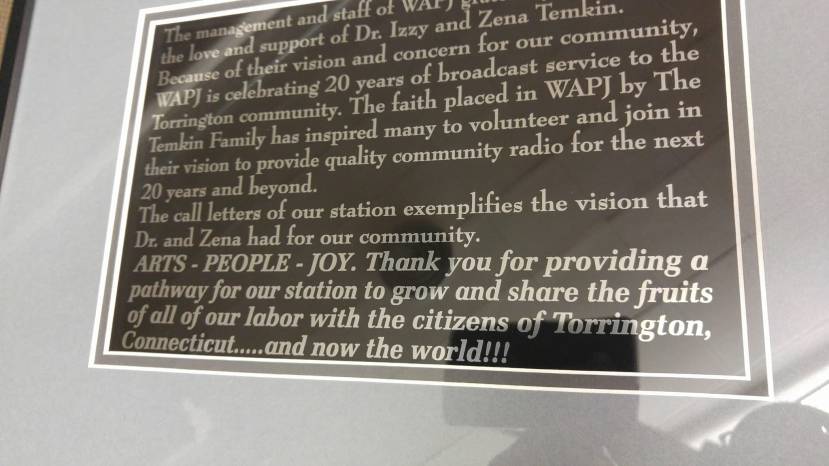 The management and staff of WAPJ
the love and support of Dr. Izzy and Zena Temkin.
Because of their vision and concern for our community,
WAPJ is celebrating 20 years of broadcast service to the
Torrington community. The faith placed in WAPJ by The
Temkin Family has inspired many to volunteer and join in
their vision to provide quality community radio for the next
20 years and beyond.
The call letters of our station exemplifies the vision that
Dr. and Zena had for our community.
ARTS - PEOPLE - JOY. Thank you for providing a
pathway for our station to grow and share the fruits
of all of our labor with the citizens of Torrington,
Connecticut.....and now the world!!!